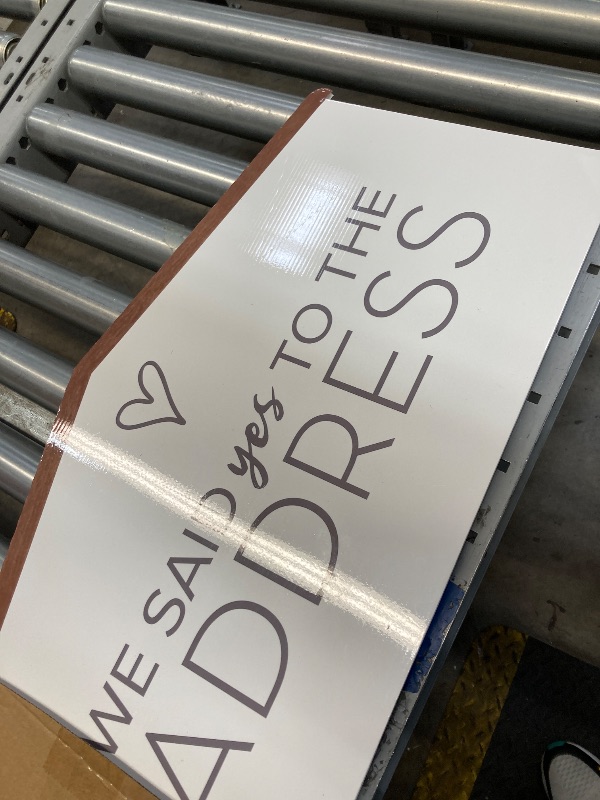 WE SAID yes TO THE
ADDRESS